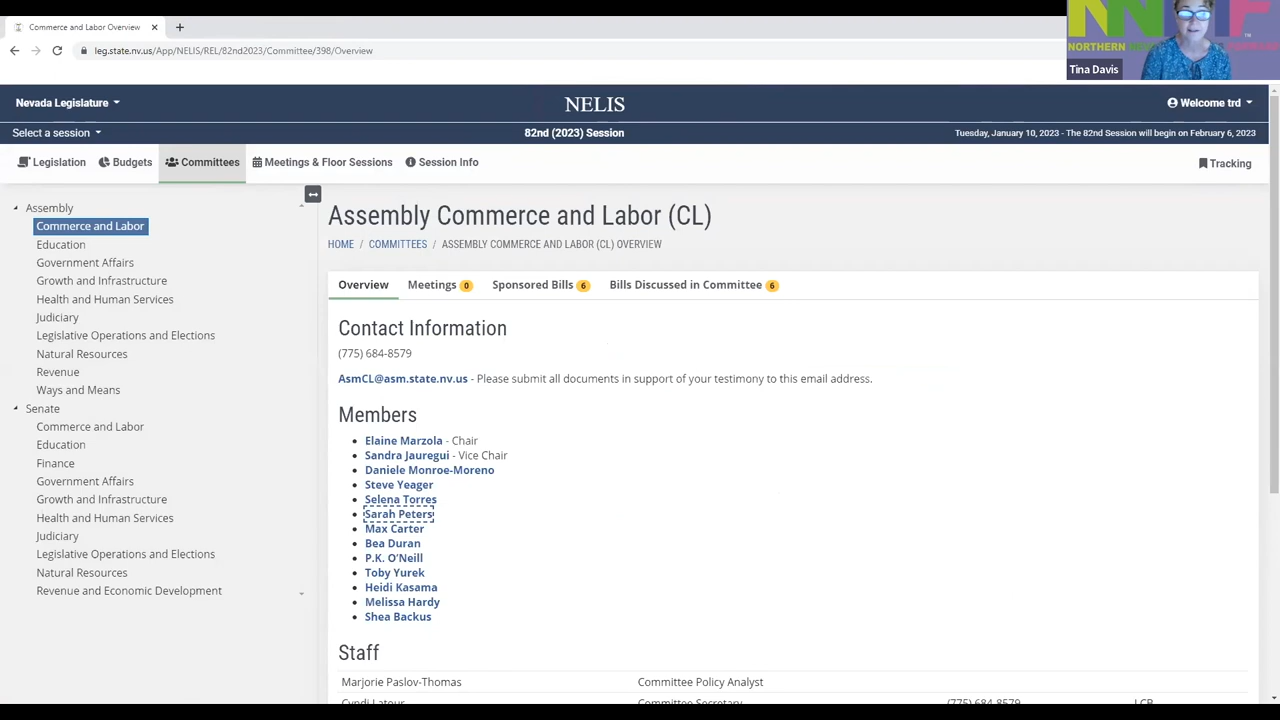 Commerce and Labor Overview
leg.state.nv.us/App/NELIS/REL/82nd2023/Committee/398/Overview
NORTHERN
Tina Davis
Nevada Legislature
NELIS
Welcome trd
Select a session
82nd (2023) Session
Tuesday, January 10, 2023 - The 82nd Session will begin on February 6, 2023
Legislation
Budgets
Committees
Meetings & Floor Sessions
Session Info
Tracking
Assembly
Commerce and Labor
Education
Government Affairs
Growth and Infrastructure
Health and Human Services
Judiciary
Legislative Operations and Elections
Natural Resources
Revenue
Ways and Means
Senate
Commerce and Labor
Education
Finance
Government Affairs
Growth and Infrastructure
Health and Human Services
Judiciary
Legislative Operations and Elections
Natural Resources
Revenue and Economic Development
Assembly Commerce and Labor (CL)
HOME / COMMITTEES / ASSEMBLY COMMERCE AND LABOR (CL) OVERVIEW
Overview
Meetings 0
Sponsored Bills 6
Bills Discussed in Committee 6
Contact Information
(775) 684-8579
AsmCL@asm.state.nv.us - Please submit all documents in support of your testimony to this email address.
Members
Elaine Marzola - Chair
Sandra Jauregui - Vice Chair
Daniele Monroe-Moreno
Steve Yeager
Selena Torres
Sarah Peters
Max Carter
Bea Duran
P.K. O'Neill
Toby Yurek
Heidi Kasama
Melissa Hardy
Shea Backus
Staff
Marjorie Paslov-Thomas Committee Policy Analyst
Cyndi Latour Committee Secretary (775) 684-8579 LCB